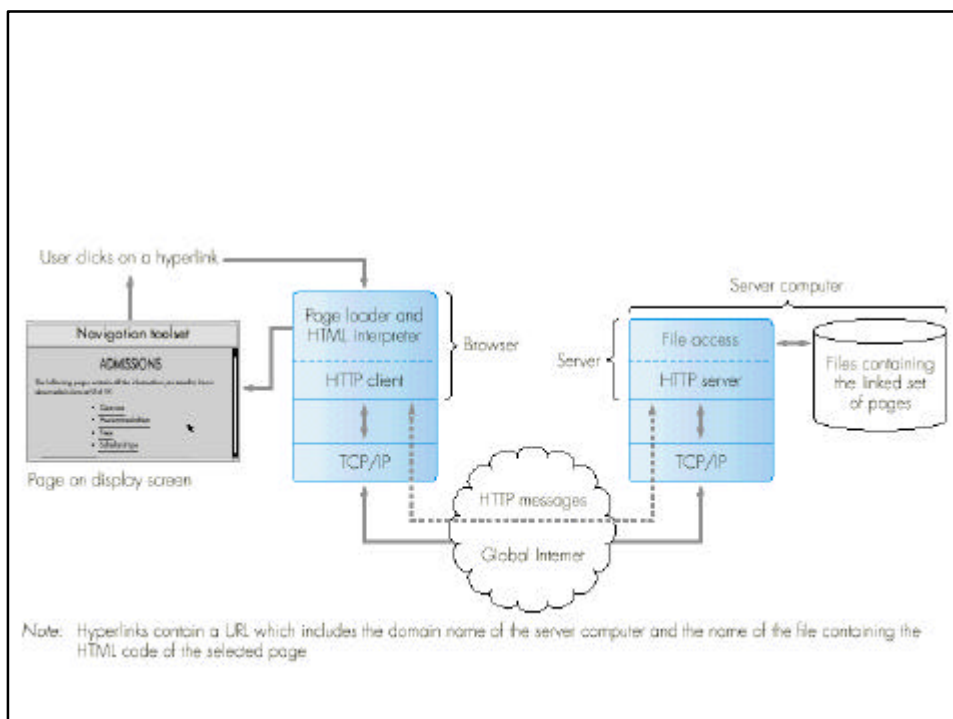 User clicks on a hyperlink
Server computer
Page loader and
HTML interpreter
Browser
HTTP client
TCP/IP
Navigation toolset
ADMISSIONS
Page on display screen
Server
File access
HTTP server
TCP/IP
Files containing
the linked set
of pages
HTTP messages
Global Internet
Note: Hyperlinks contain a URL which includes the domain name of the server computer and the name of the file containing the
HTML code of the selected page